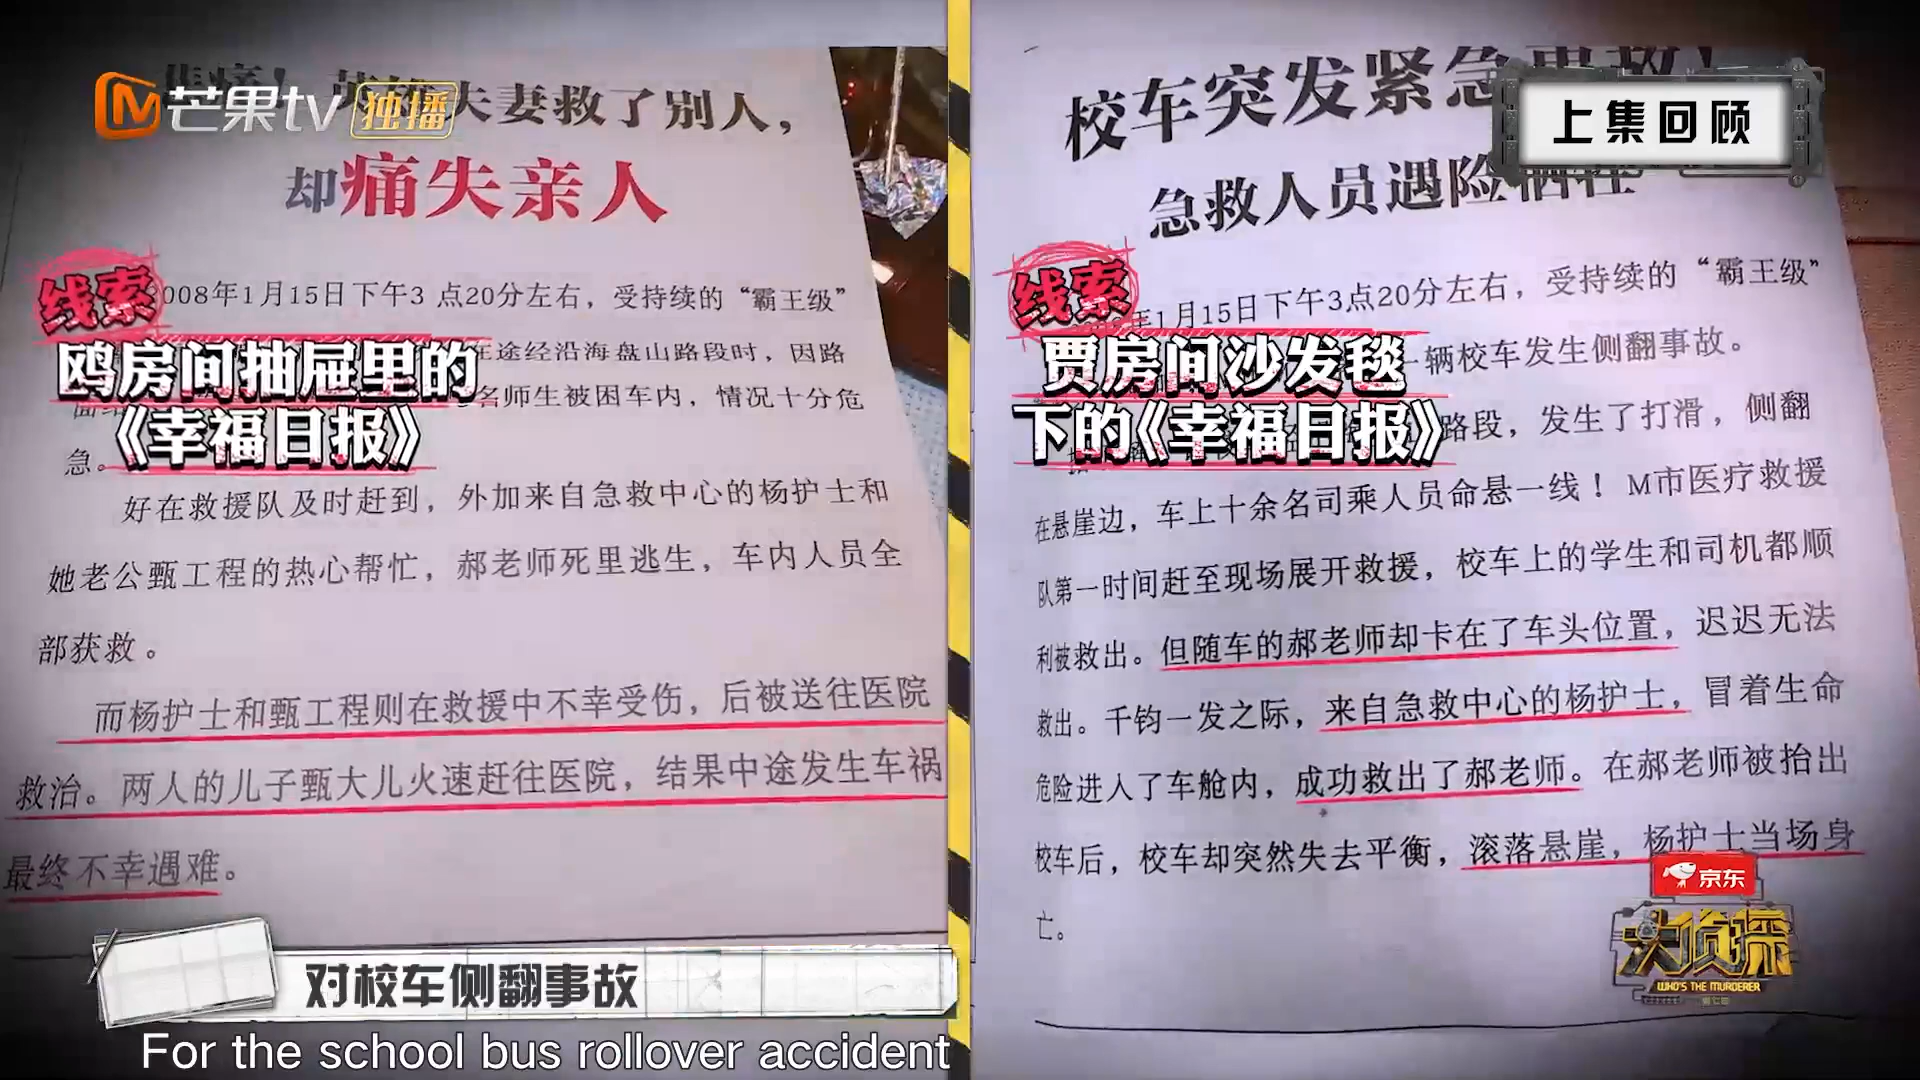 芒果tv 独播
夫妻救了别人，
却痛失亲人
线索
鸥房间抽屉里的
《幸福日报》
008年1月15日下午3点20分左右，受持续的“霸王级”
途经沿海盘山路段时，因路
名师生被困车内，情况十分危
急。
好在救援队及时赶到，外加来自急救中心的杨护士和
她老公甄工程的热心帮忙，郝老师死里逃生，车内人员全
部获救。
而杨护士和甄工程则在救援中不幸受伤，后被送往医院
救治。两人的儿子甄大儿火速赶往医院，结果中途发生车祸
最终不幸遇难。
上集回顾
校车突发紧急
急救人员遇险
线索
贾房间沙发毯
下的《幸福日报》
年1月15日下午3点20分左右，受持续的“霸王级”
一辆校车发生侧翻事故。
路段，发生了打滑，侧翻
在悬崖边，车上十余名司乘人员命悬一线！M市医疗救援
队第一时间赶至现场展开救援，校车上的学生和司机都顺
利被救出。但随车的郝老师却卡在了车头位置，迟迟无法
救出。千钧一发之际，来自急救中心的杨护士，冒着生命
危险进入了车舱内，成功救出了郝老师。在郝老师被抬出
校车后，校车却突然失去平衡，滚落悬崖，杨护士当场身
亡。
京东
大侦探
WHO'S THE MURDERER
对校车侧翻事故
For the school bus rollover accident